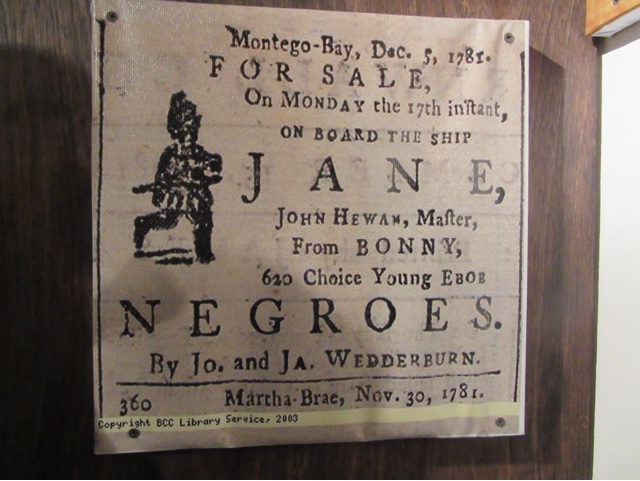 Montego-Bay, Dec. 5, 1781.
FOR SALE,
On MONDAY the 17th inſtant,
ON BOARD THE SHIP
JANE,
JOHN HEWAN, Maſter,
From BONNY,
620 Choice Young EBOE
NEGROES.
By JO. and JA. WEDDERBURN.
360 Martha-Brae, Nov. 30, 1781.
Copyright BCC Library Service, 2003